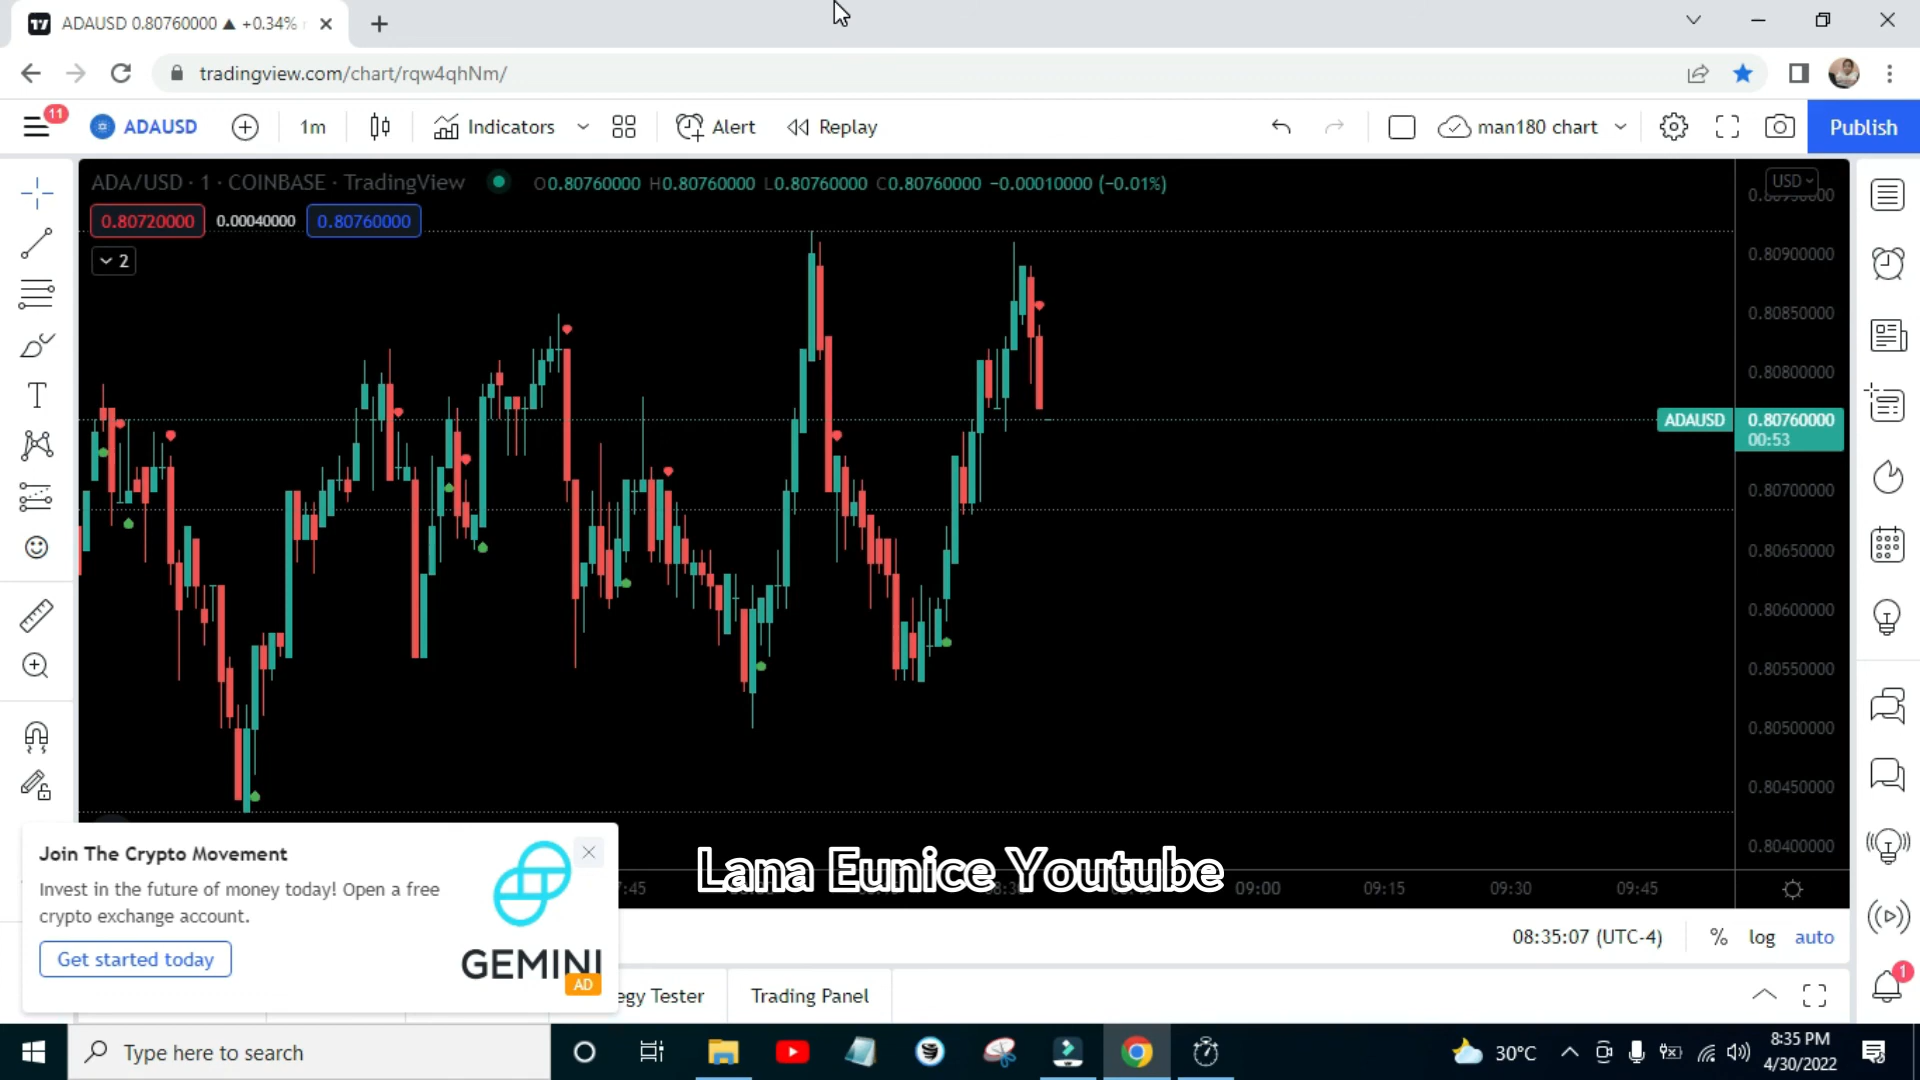 ADAUSD 0.80760000 ▲ +0.34%
tradingview.com/chart/rqw4qhNm/
11
ADAUSD
1m
Indicators
Alert
Replay
man180 chart
Publish
ADA/USD · 1 · COINBASE · TradingView
O0.80760000 H0.80760000 L0.80760000 C0.80760000 −0.00010000 (−0.01%)
USD
0.80720000 0.00040000 0.80760000
2
0.80900000
0.80850000
0.80800000
ADAUSD 0.80760000
00:53
0.80700000
0.80650000
0.80600000
0.80550000
0.80500000
0.80450000
0.80400000
Join The Crypto Movement
Invest in the future of money today! Open a free
crypto exchange account.
Get started today
GEMINI
AD
:45
Lana Eunice Youtube
09:00 09:15 09:30 09:45
08:35:07 (UTC-4) % log auto
egy Tester
Trading Panel
1
Type here to search
30°C
8:35 PM
4/30/2022